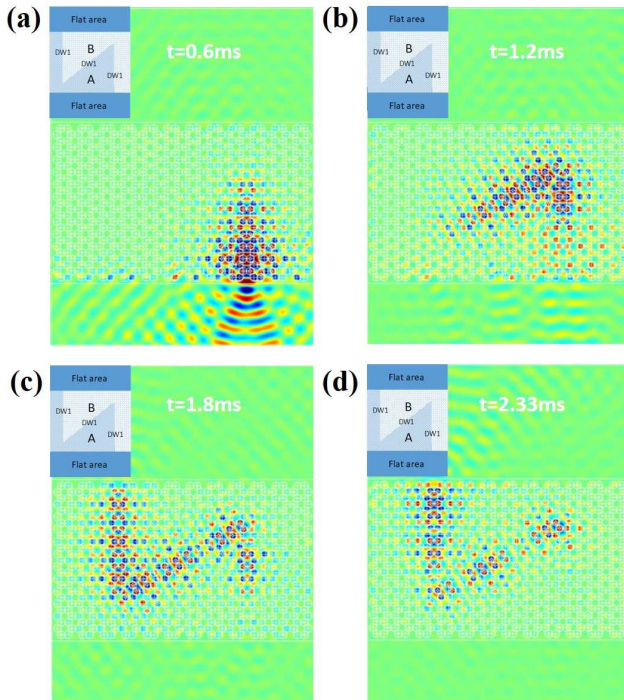 (a)
Flat area
t=0.6ms
B
DW1
DW1
A
DW1
Flat area
(b)
Flat area
t=1.2ms
B
DW1
DW1
A
DW1
Flat area
(c)
Flat area
t=1.8ms
B
DW1
DW1
A
DW1
Flat area
(d)
Flat area
t=2.33ms
B
DW1
DW1
A
DW1
Flat area